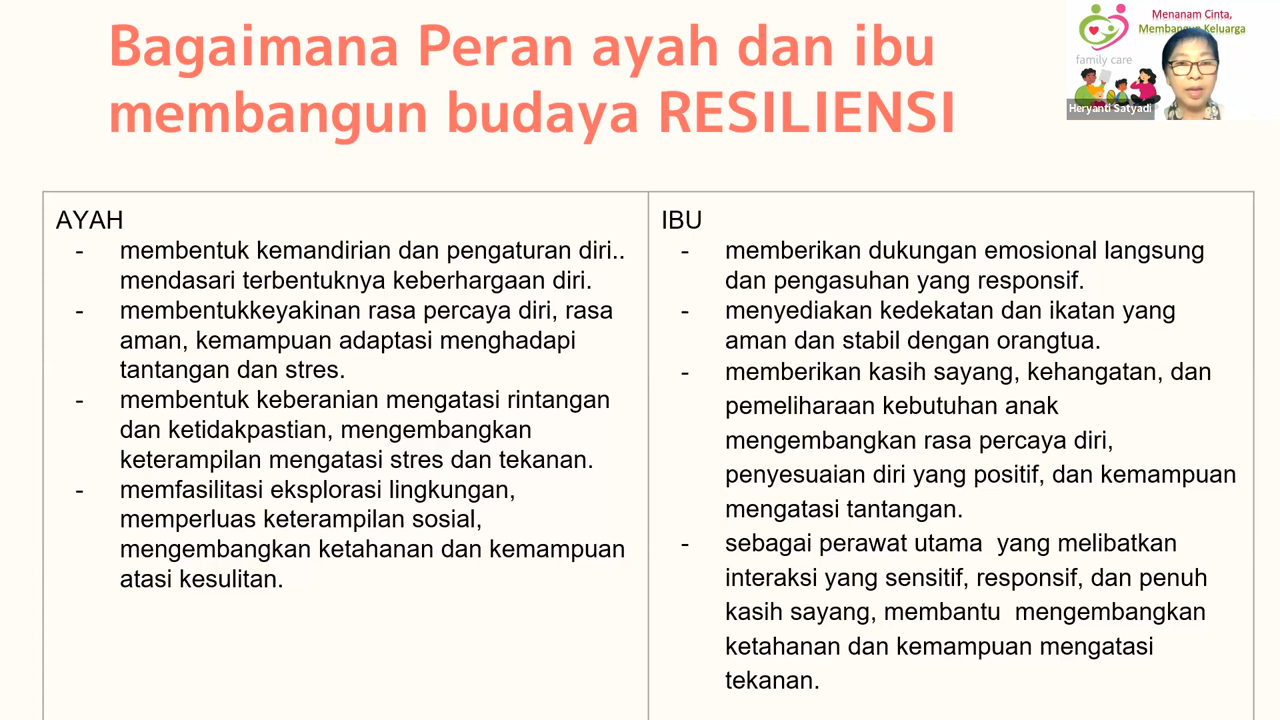 Bagaimana Peran ayah dan ibu
membangun budaya RESILIENSI
Menanam Cinta,
Membangun Keluarga
family care
Heryanti Satyadi
AYAH
- membentuk kemandirian dan pengaturan diri..
mendasari terbentuknya keberhargaan diri.
- membentukkeyakinan rasa percaya diri, rasa
aman, kemampuan adaptasi menghadapi
tantangan dan stres.
- membentuk keberanian mengatasi rintangan
dan ketidakpastian, mengembangkan
keterampilan mengatasi stres dan tekanan.
- memfasilitasi eksplorasi lingkungan,
memperluas keterampilan sosial,
mengembangkan ketahanan dan kemampuan
atasi kesulitan.
IBU
- memberikan dukungan emosional langsung
dan pengasuhan yang responsif.
- menyediakan kedekatan dan ikatan yang
aman dan stabil dengan orangtua.
- memberikan kasih sayang, kehangatan, dan
pemeliharaan kebutuhan anak
mengembangkan rasa percaya diri,
penyesuaian diri yang positif, dan kemampuan
mengatasi tantangan.
- sebagai perawat utama  yang melibatkan
interaksi yang sensitif, responsif, dan penuh
kasih sayang, membantu  mengembangkan
ketahanan dan kemampuan mengatasi
tekanan.